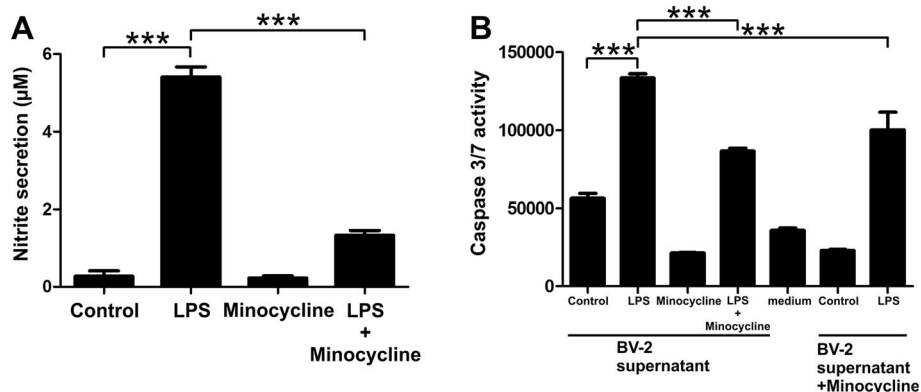 A
***
***
Nitrite secretion (µM)
6
4
2
0
Control
LPS
Minocycline
LPS
+
Minocycline
B
***
***
***
Caspase 3/7 activity
150000
100000
50000
0
Control
LPS
Minocycline
LPS
+
Minocycline
medium
Control
LPS
BV-2
supernatant
BV-2
supernatant
+Minocycline